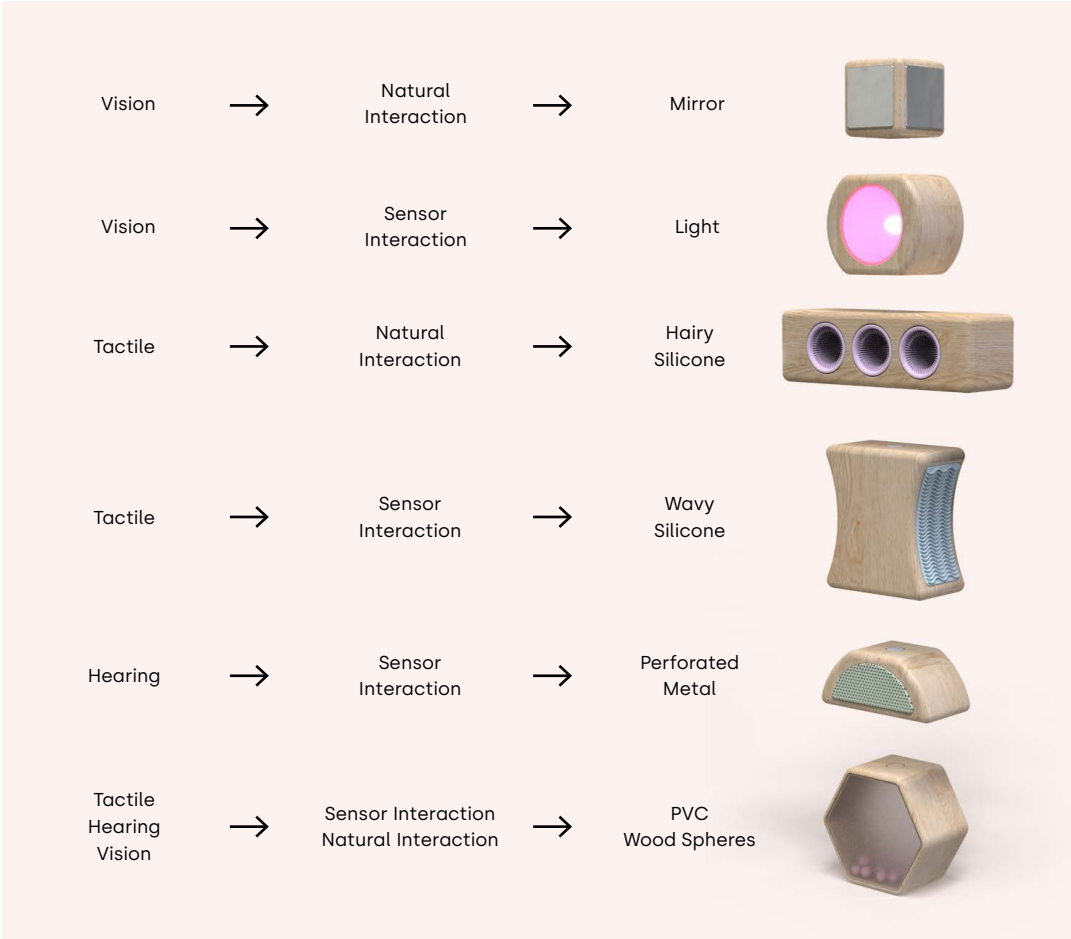 Vision → Natural
Interaction → Mirror
Vision → Sensor
Interaction → Light
Tactile → Natural
Interaction → Hairy
Silicone
Tactile → Sensor
Interaction → Wavy
Silicone
Hearing → Sensor
Interaction → Perforated
Metal
Tactile
Hearing
Vision → Sensor Interaction
Natural Interaction → PVC
Wood Spheres